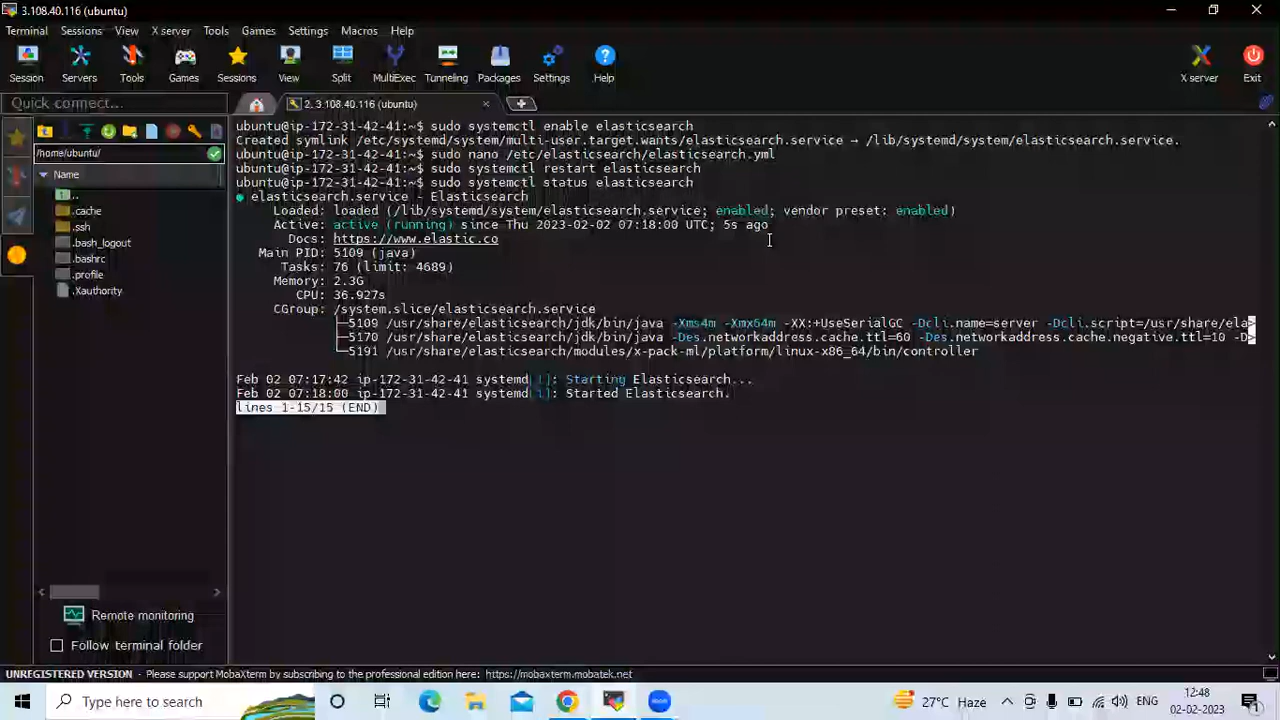 3.108.40.116 (ubuntu)
Terminal Sessions View X server Tools Games Settings Macros Help
Session Servers Tools Games Sessions View Split MultiExec Tunneling Packages Settings Help X server Exit
Quick connect...
2. 3.108.40.116 (ubuntu)
/home/ubuntu/
Name
..
.cache
.ssh
.bash_logout
.bashrc
.profile
.Xauthority
Remote monitoring
Follow terminal folder
ubuntu@ip-172-31-42-41:~$ sudo systemctl enable elasticsearch
Created symlink /etc/systemd/system/multi-user.target.wants/elasticsearch.service → /lib/systemd/system/elasticsearch.service.
ubuntu@ip-172-31-42-41:~$ sudo nano /etc/elasticsearch/elasticsearch.yml
ubuntu@ip-172-31-42-41:~$ sudo systemctl restart elasticsearch
ubuntu@ip-172-31-42-41:~$ sudo systemctl status elasticsearch
● elasticsearch.service - Elasticsearch
Loaded: loaded (/lib/systemd/system/elasticsearch.service; enabled; vendor preset: enabled)
Active: active (running) since Thu 2023-02-02 07:18:00 UTC; 5s ago
Docs: https://www.elastic.co
Main PID: 5109 (java)
Tasks: 76 (limit: 4689)
Memory: 2.3G
CPU: 36.927s
CGroup: /system.slice/elasticsearch.service
├─5109 /usr/share/elasticsearch/jdk/bin/java -Xms4m -Xmx64m -XX:+UseSerialGC -Dcli.name=server -Dcli.script=/usr/share/ela>
├─5170 /usr/share/elasticsearch/jdk/bin/java -Des.networkaddress.cache.ttl=60 -Des.networkaddress.cache.negative.ttl=10 -D>
└─5191 /usr/share/elasticsearch/modules/x-pack-ml/platform/linux-x86_64/bin/controller
Feb 02 07:17:42 ip-172-31-42-41 systemd[1]: Starting Elasticsearch...
Feb 02 07:18:00 ip-172-31-42-41 systemd[1]: Started Elasticsearch.
lines 1-15/15 (END)
UNREGISTERED VERSION - Please support MobaXterm by subscribing to the professional edition here: https://mobaxterm.mobatek.net
Type here to search
zoom
27°C Haze
ENG
12:48
02-02-2023
1